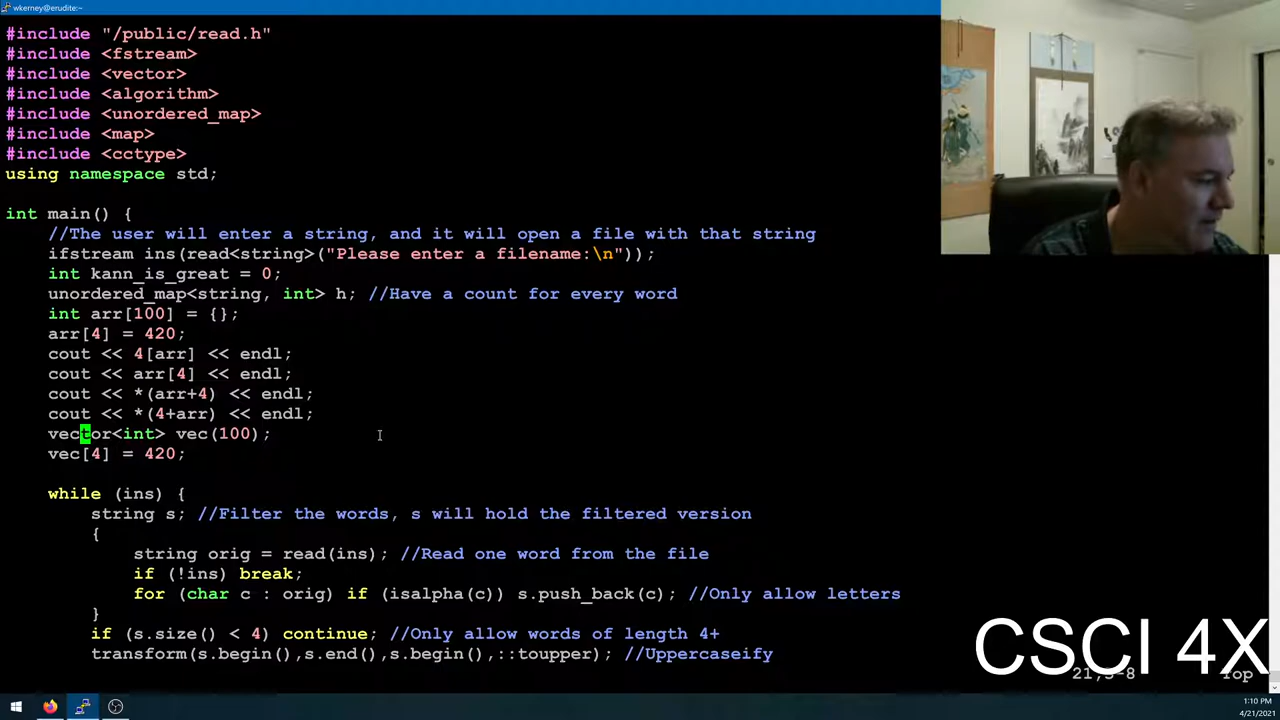 wkerney@erudite:~
#include "/public/read.h"
#include <fstream>
#include <vector>
#include <algorithm>
#include <unordered_map>
#include <map>
#include <cctype>
using namespace std;
int main() {
//The user will enter a string, and it will open a file with that string
ifstream ins(read<string>("Please enter a filename:\n"));
int kann_is_great = 0;
unordered_map<string, int> h; //Have a count for every word
int arr[100] = {};
arr[4] = 420;
cout << 4[arr] << endl;
cout << arr[4] << endl;
cout << *(arr+4) << endl;
cout << *(4+arr) << endl;
vector<int> vec(100);
vec[4] = 420;
while (ins) {
string s; //Filter the words, s will hold the filtered version
{
string orig = read(ins); //Read one word from the file
if (!ins) break;
for (char c : orig) if (isalpha(c)) s.push_back(c); //Only allow letters
}
if (s.size() < 4) continue; //Only allow words of length 4+
transform(s.begin(),s.end(),s.begin(),::toupper); //Uppercaseify
CSCI 4X
Top
1:10 PM
4/21/2021